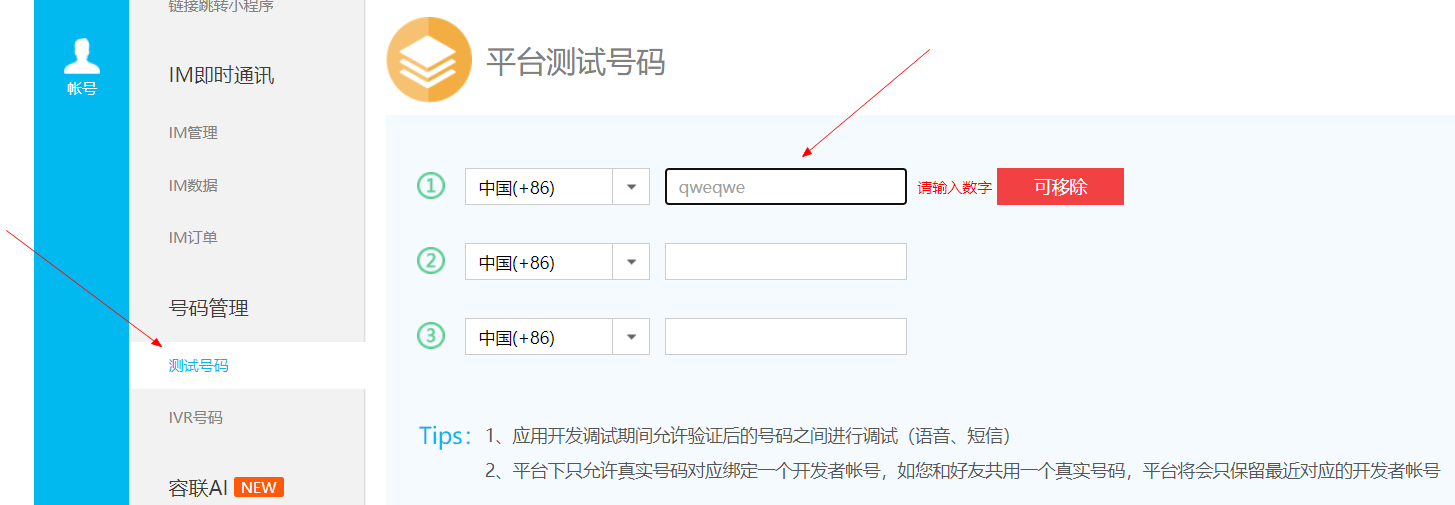 链接跳转小程序
帐号
IM即时通讯
IM管理
IM数据
IM订单
号码管理
测试号码
IVR号码
容联AI NEW
平台测试号码
1 中国(+86) qweqwe 请输入数字 可移除
2 中国(+86)
3 中国(+86)
Tips: 1、应用开发调试期间允许验证后的号码之间进行调试（语音、短信）
2、平台下只允许真实号码对应绑定一个开发者帐号，如您和好友共用一个真实号码，平台将会只保留最近对应的开发者帐号